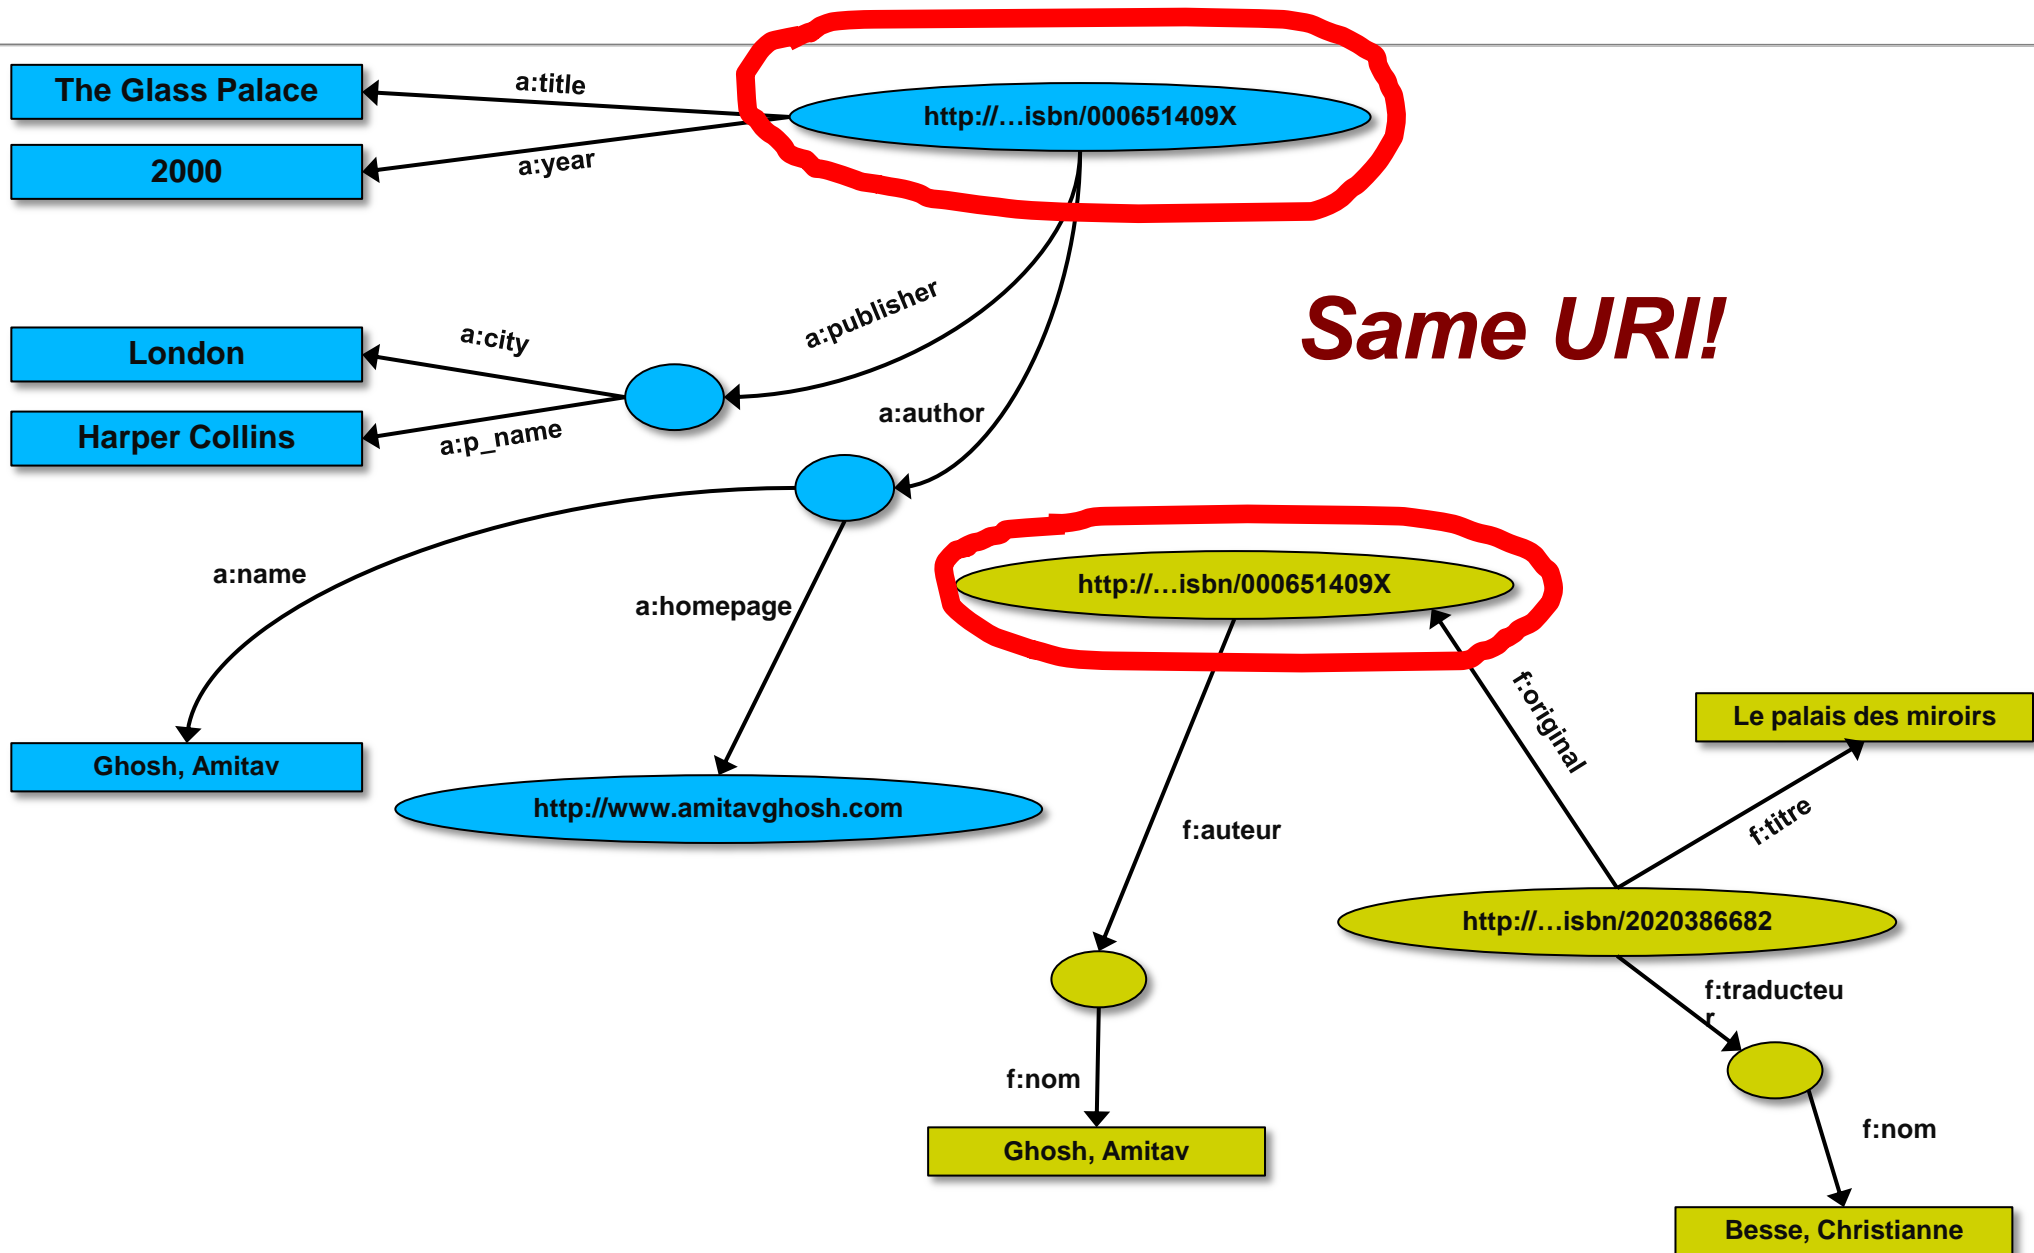 The Glass Palace
a:title
http://…isbn/000651409X
2000
a:year
Same URI!
a:publisher
London
a:city
Harper Collins
a:p_name
a:author
a:name
a:homepage
http://…isbn/000651409X
f:original
Le palais des miroirs
Ghosh, Amitav
http://www.amitavghosh.com
f:auteur
f:titre
http://…isbn/2020386682
f:traducteu
r
f:nom
f:nom
Ghosh, Amitav
Besse, Christianne